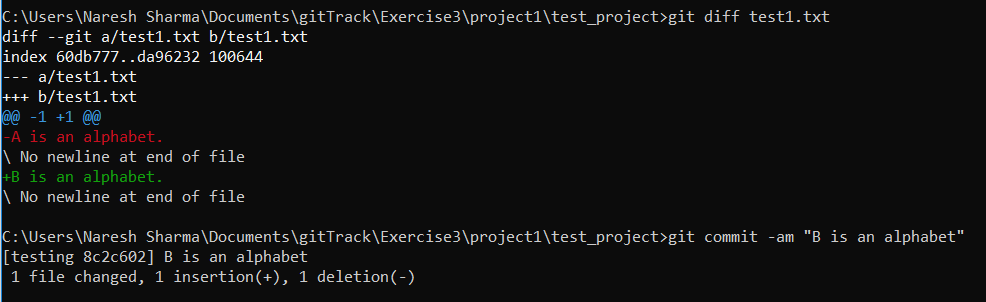 C:\Users\Naresh Sharma\Documents\gitTrack\Exercise3\project1\test_project>git diff test1.txt
diff --git a/test1.txt b/test1.txt
index 60db777..da96232 100644
--- a/test1.txt
+++ b/test1.txt
@@ -1 +1 @@
-A is an alphabet.
\ No newline at end of file
+B is an alphabet.
\ No newline at end of file
C:\Users\Naresh Sharma\Documents\gitTrack\Exercise3\project1\test_project>git commit -am "B is an alphabet"
[testing 8c2c602] B is an alphabet
 1 file changed, 1 insertion(+), 1 deletion(-)